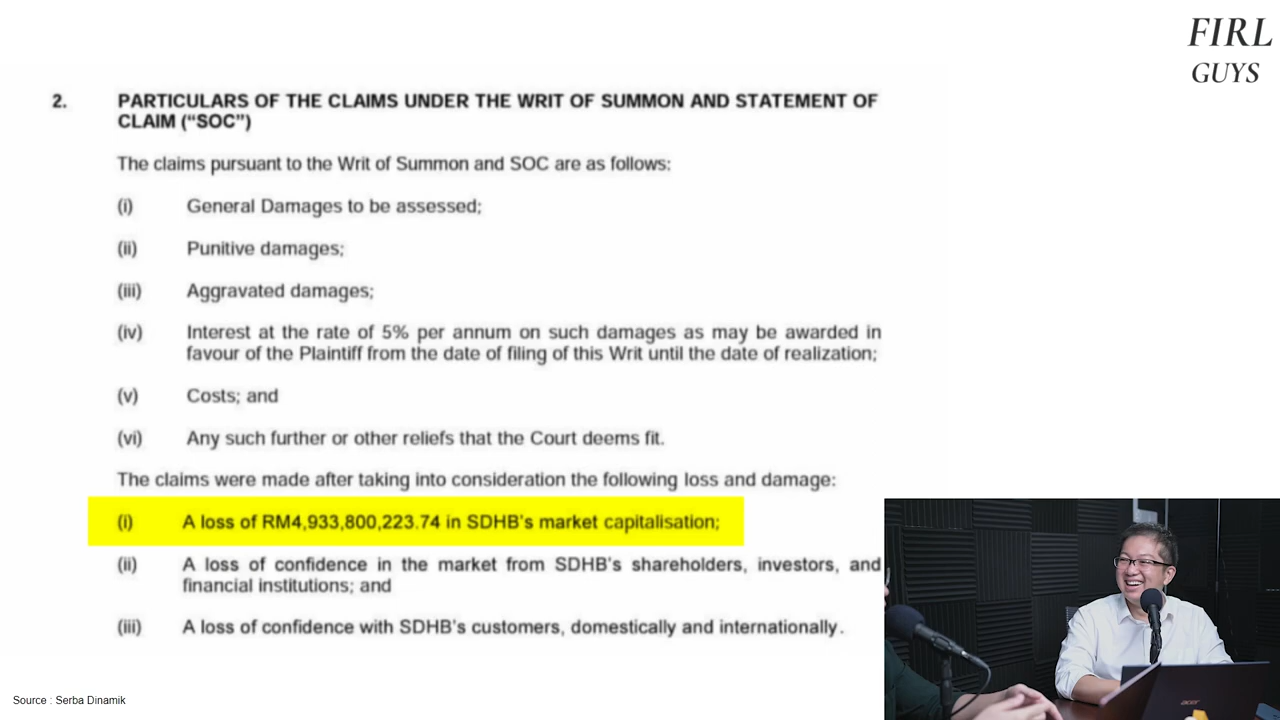 FIRL
GUYS
2. PARTICULARS OF THE CLAIMS UNDER THE WRIT OF SUMMON AND STATEMENT OF
CLAIM (“SOC”)
The claims pursuant to the Writ of Summon and SOC are as follows:
(i) General Damages to be assessed;
(ii) Punitive damages;
(iii) Aggravated damages;
(iv) Interest at the rate of 5% per annum on such damages as may be awarded in
favour of the Plaintiff from the date of filing of this Writ until the date of realization;
(v) Costs; and
(vi) Any such further or other reliefs that the Court deems fit.
The claims were made after taking into consideration the following loss and damage:
(i) A loss of RM4,933,800,223.74 in SDHB’s market capitalisation;
(ii) A loss of confidence in the market from SDHB’s shareholders, investors, and
financial institutions; and
(iii) A loss of confidence with SDHB’s customers, domestically and internationally.
Source : Serba Dinamik
acer